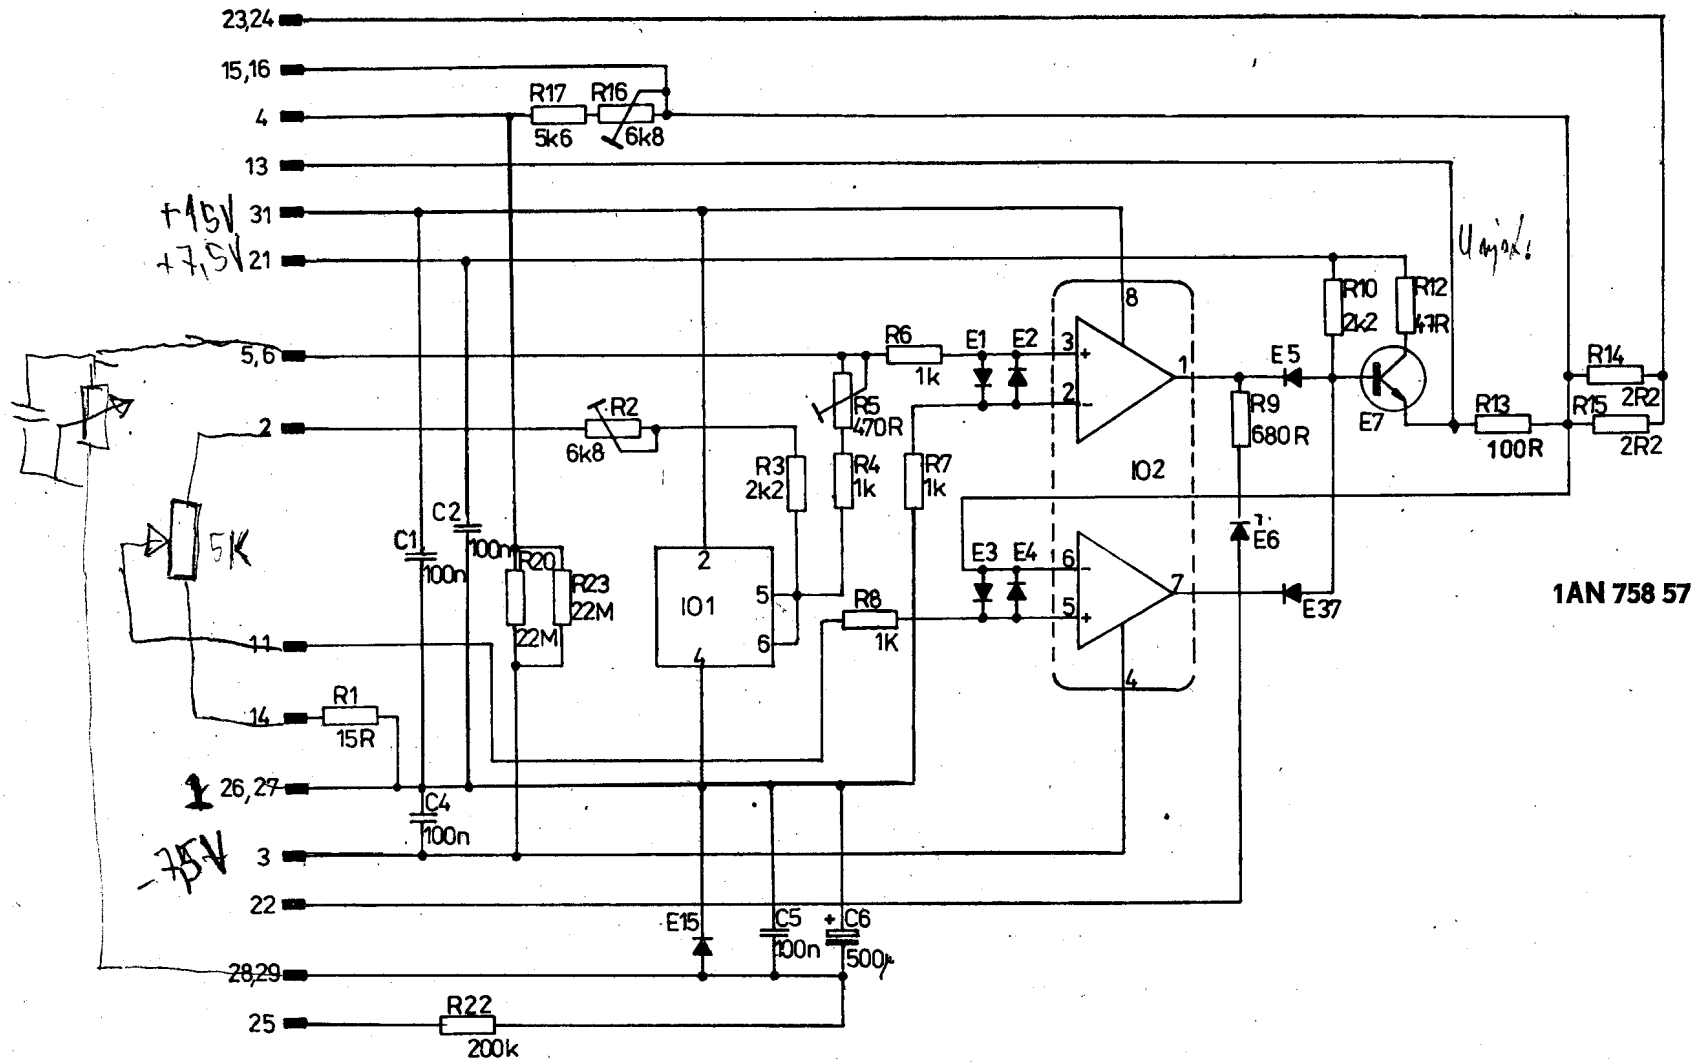 23,24
15,16
R17
R16
4
5k6
6k8
13
+15V
31
+7,5V
21
8
R10
2k2
R12
47R
5,6
R6
1k
E1
E2
3
+
2
-
1
E5
E7
R14
2R2
R13
100R
R15
2R2
2
R2
6k8
R5
470R
R9
680R
R3
2k2
R4
1k
R7
1k
IO2
5K
C1
100n
C2
100n
R20
22M
R23
22M
2
IO1
5
6
4
E3
E4
6
-
5
+
7
E6
E37
1AN 758 57
R8
1K
4
11
14
R1
15R
1
26,27
C4
100n
-7,5V
3
22
E15
C5
100n
+
C6
500µ
28,29
25
R22
200k